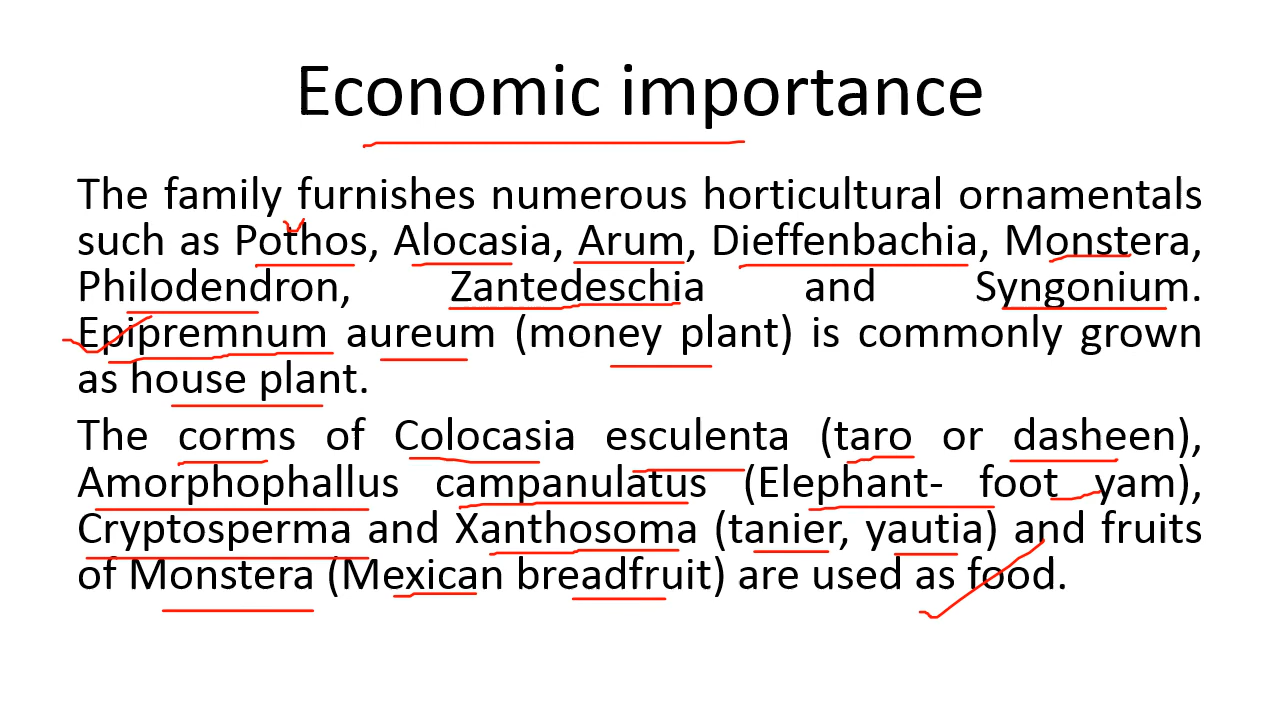 Economic importance
The family furnishes numerous horticultural ornamentals
such as Pothos, Alocasia, Arum, Dieffenbachia, Monstera,
Philodendron, Zantedeschia and Syngonium.
Epipremnum aureum (money plant) is commonly grown
as house plant.
The corms of Colocasia esculenta (taro or dasheen),
Amorphophallus campanulatus (Elephant- foot yam),
Cryptosperma and Xanthosoma (tanier, yautia) and fruits
of Monstera (Mexican breadfruit) are used as food.